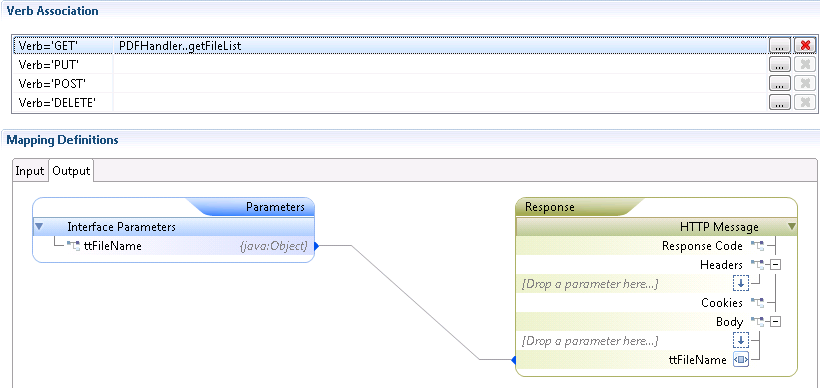 Verb Association
Verb='GET' PDFHandler..getFileList ...
Verb='PUT' ...
Verb='POST' ...
Verb='DELETE' ...
Mapping Definitions
Input Output
Parameters
Interface Parameters
ttFileName {java:Object}
Response
HTTP Message
Response Code
Headers
[Drop a parameter here...]
Cookies
Body
[Drop a parameter here...]
ttFileName